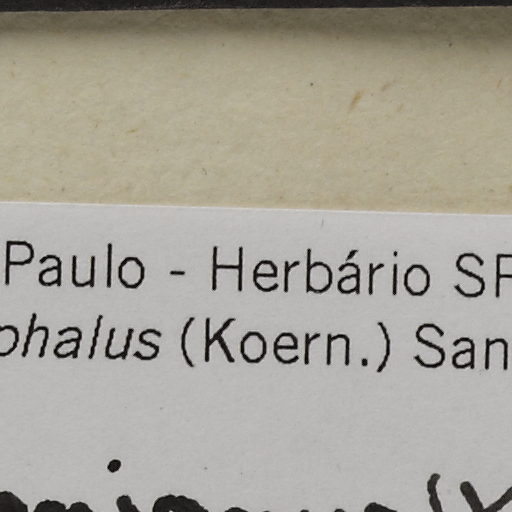 Paulo - Herbário SP
phalus (Koern.) San